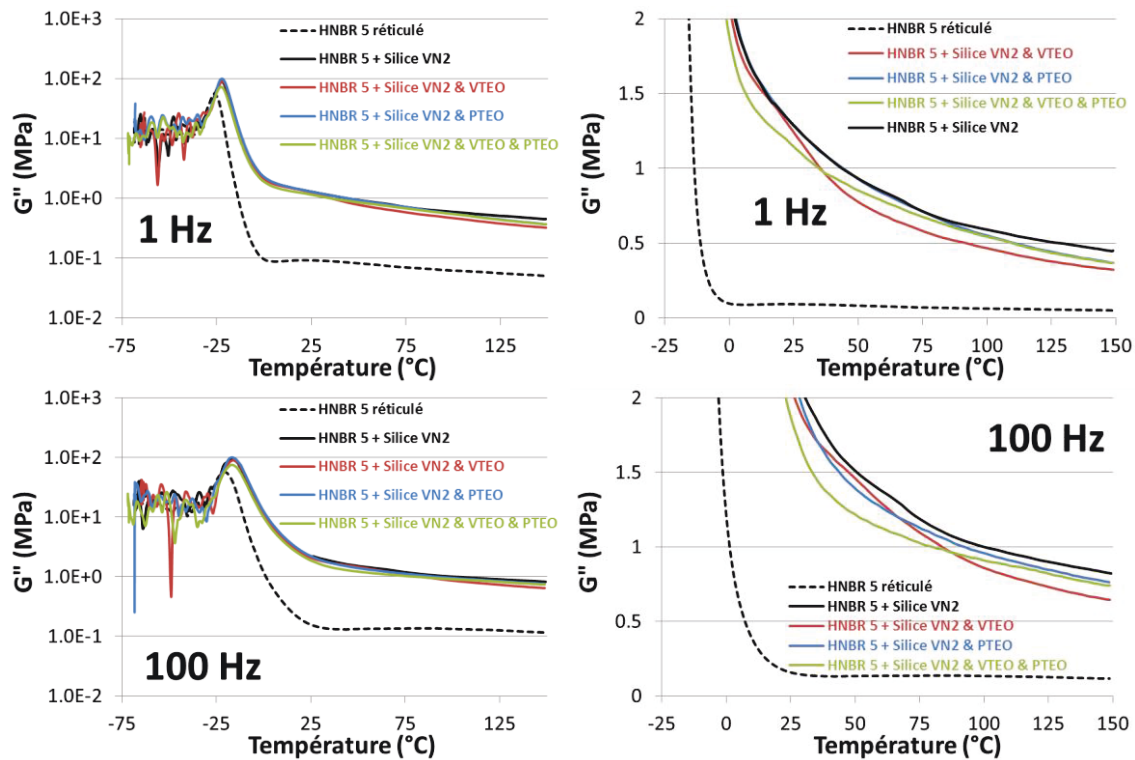 1.0E+3
1.0E+2
1.0E+1
1.0E+0
1.0E-1
1.0E-2
G" (MPa)
HNBR 5 réticulé
HNBR 5 + Silice VN2
HNBR 5 + Silice VN2 & VTEO
HNBR 5 + Silice VN2 & PTEO
HNBR 5 + Silice VN2 & VTEO & PTEO
1 Hz
-75 -25 25 75 125
Température (°C)
2
1.5
1
0.5
0
G" (MPa)
HNBR 5 réticulé
HNBR 5 + Silice VN2 & VTEO
HNBR 5 + Silice VN2 & PTEO
HNBR 5 + Silice VN2 & VTEO & PTEO
HNBR 5 + Silice VN2
1 Hz
-25 0 25 50 75 100 125 150
Température (°C)
1.0E+3
1.0E+2
1.0E+1
1.0E+0
1.0E-1
1.0E-2
G" (MPa)
HNBR 5 réticulé
HNBR 5 + Silice VN2
HNBR 5 + Silice VN2 & VTEO
HNBR 5 + Silice VN2 & PTEO
HNBR 5 + Silice VN2 & VTEO & PTEO
100 Hz
-75 -25 25 75 125
Température (°C)
2
1.5
1
0.5
0
G" (MPa)
100 Hz
HNBR 5 réticulé
HNBR 5 + Silice VN2
HNBR 5 + Silice VN2 & VTEO
HNBR 5 + Silice VN2 & PTEO
HNBR 5 + Silice VN2 & VTEO & PTEO
-25 0 25 50 75 100 125 150
Température (°C)